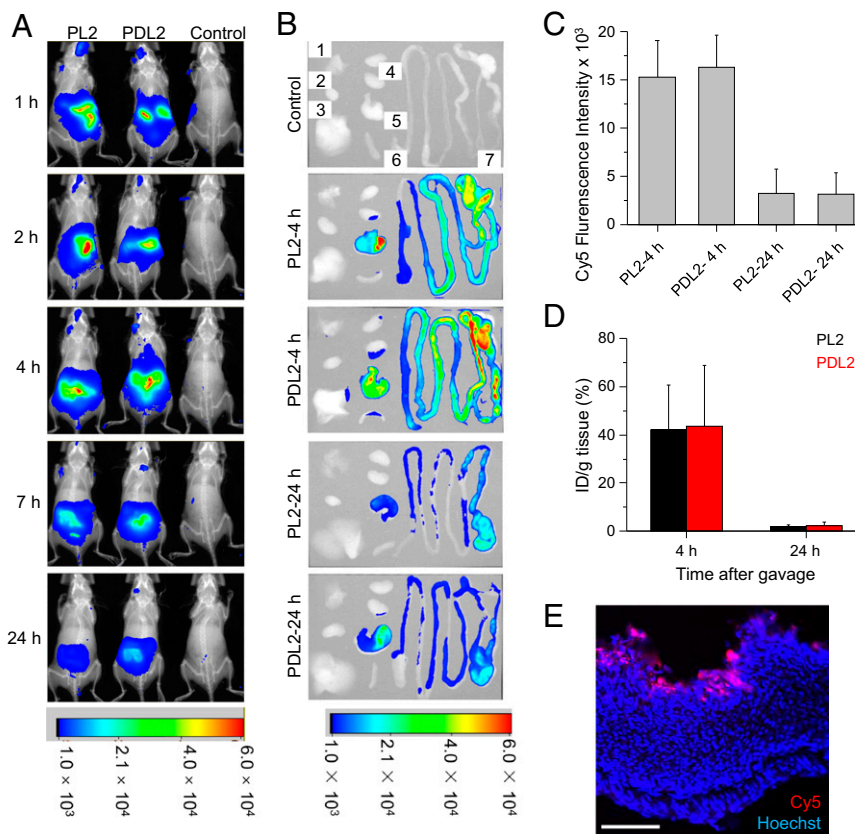 A
PL2 PDL2 Control
1 h
2 h
4 h
7 h
24 h
1.0 × 10³
2.1 × 10⁴
4.0 × 10⁴
6.0 × 10⁴
B
Control
1
2
3
4
5
6
7
PL2-4 h
PDL2-4 h
PL2-24 h
PDL2-24 h
1.0 × 10³
2.1 × 10⁴
4.0 × 10⁴
6.0 × 10⁴
C
Cy5 Flurenscence Intensity x 10³
20
15
10
5
0
PL2-4 h
PDL2- 4 h
PL2-24 h
PDL2- 24 h
D
ID/g tissue (%)
80
60
40
20
0
PL2
PDL2
4 h 24 h
Time after gavage
E
Cy5
Hoechst